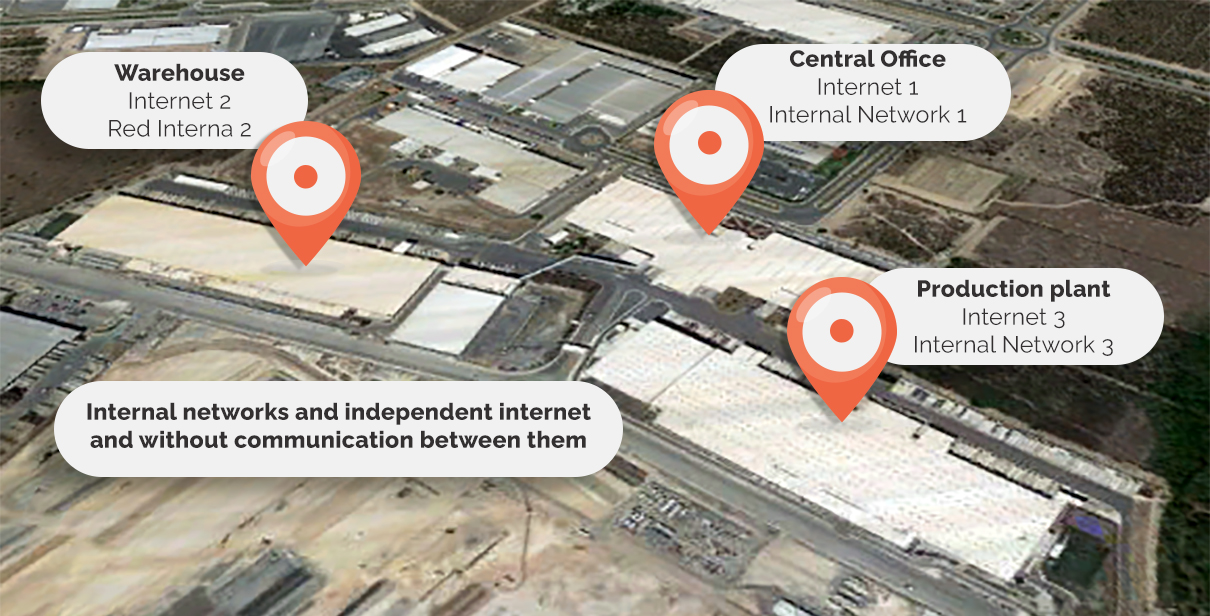 Warehouse
Internet 2
Red Interna 2
Central Office
Internet 1
Internal Network 1
Production plant
Internet 3
Internal Network 3
Internal networks and independent internet
and without communication between them